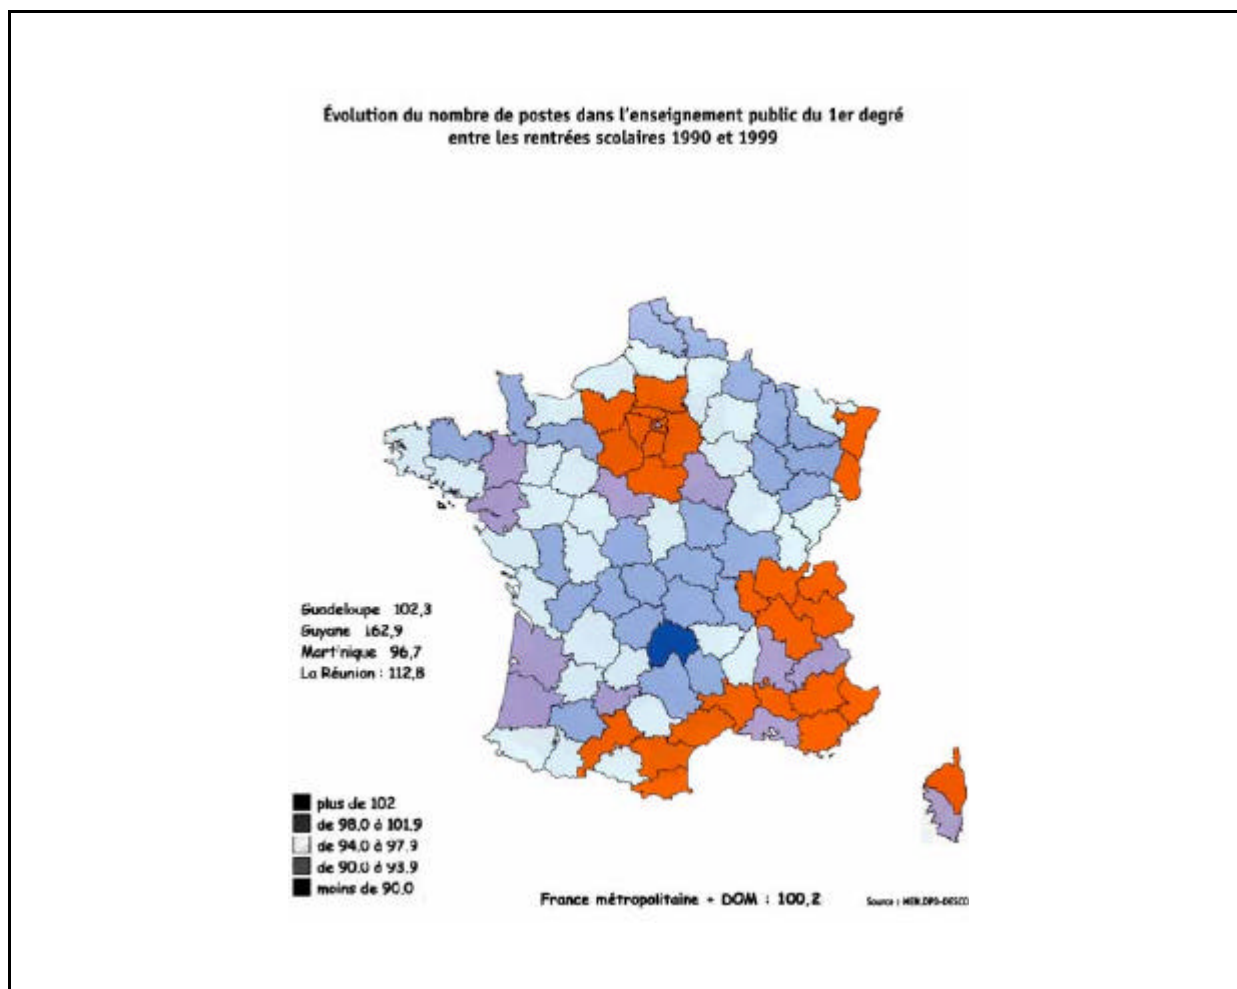 Évolution du nombre de postes dans l'enseignement public du 1er degré
entre les rentrées scolaires 1990 et 1999
Guadeloupe 102,3
Guyane 162,9
Martinique 96,7
La Réunion : 112,8
plus de 102
de 98,0 à 101,9
de 94,0 à 97,9
de 90,0 à 93,9
moins de 90,0
France métropolitaine + DOM : 100,2
Source : MEN.DPD-DESCO